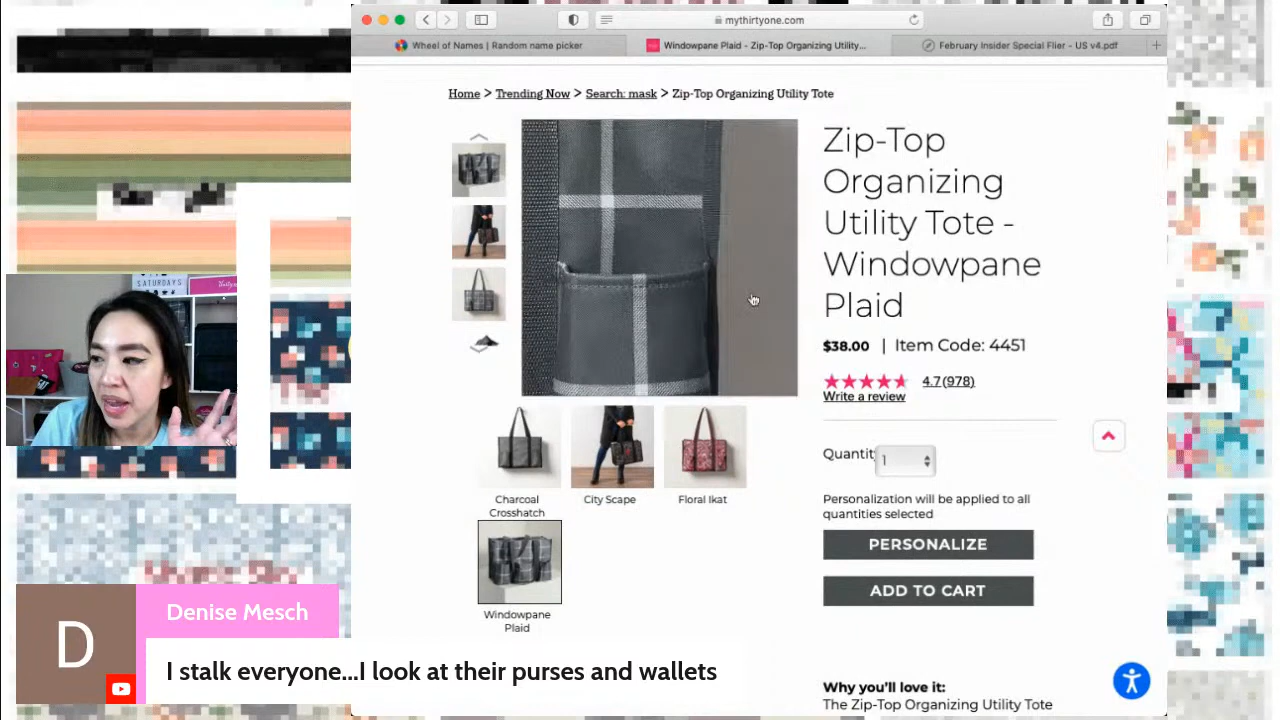 mythirtyone.com
Wheel of Names | Random name picker
Windowpane Plaid - Zip-Top Organizing Utility...
February Insider Special Flier - US v4.pdf
Home > Trending Now > Search: mask > Zip-Top Organizing Utility Tote
Zip-Top
Organizing
Utility Tote -
Windowpane
Plaid
$38.00 | Item Code: 4451
4.7(978)
Write a review
Quantit
1
Personalization will be applied to all
quantities selected
PERSONALIZE
ADD TO CART
Charcoal
Crosshatch
City Scape
Floral Ikat
Windowpane
Plaid
Why you'll love it:
The Zip-Top Organizing Utility Tote
SATURDAYS
D
Denise Mesch
I stalk everyone...I look at their purses and wallets